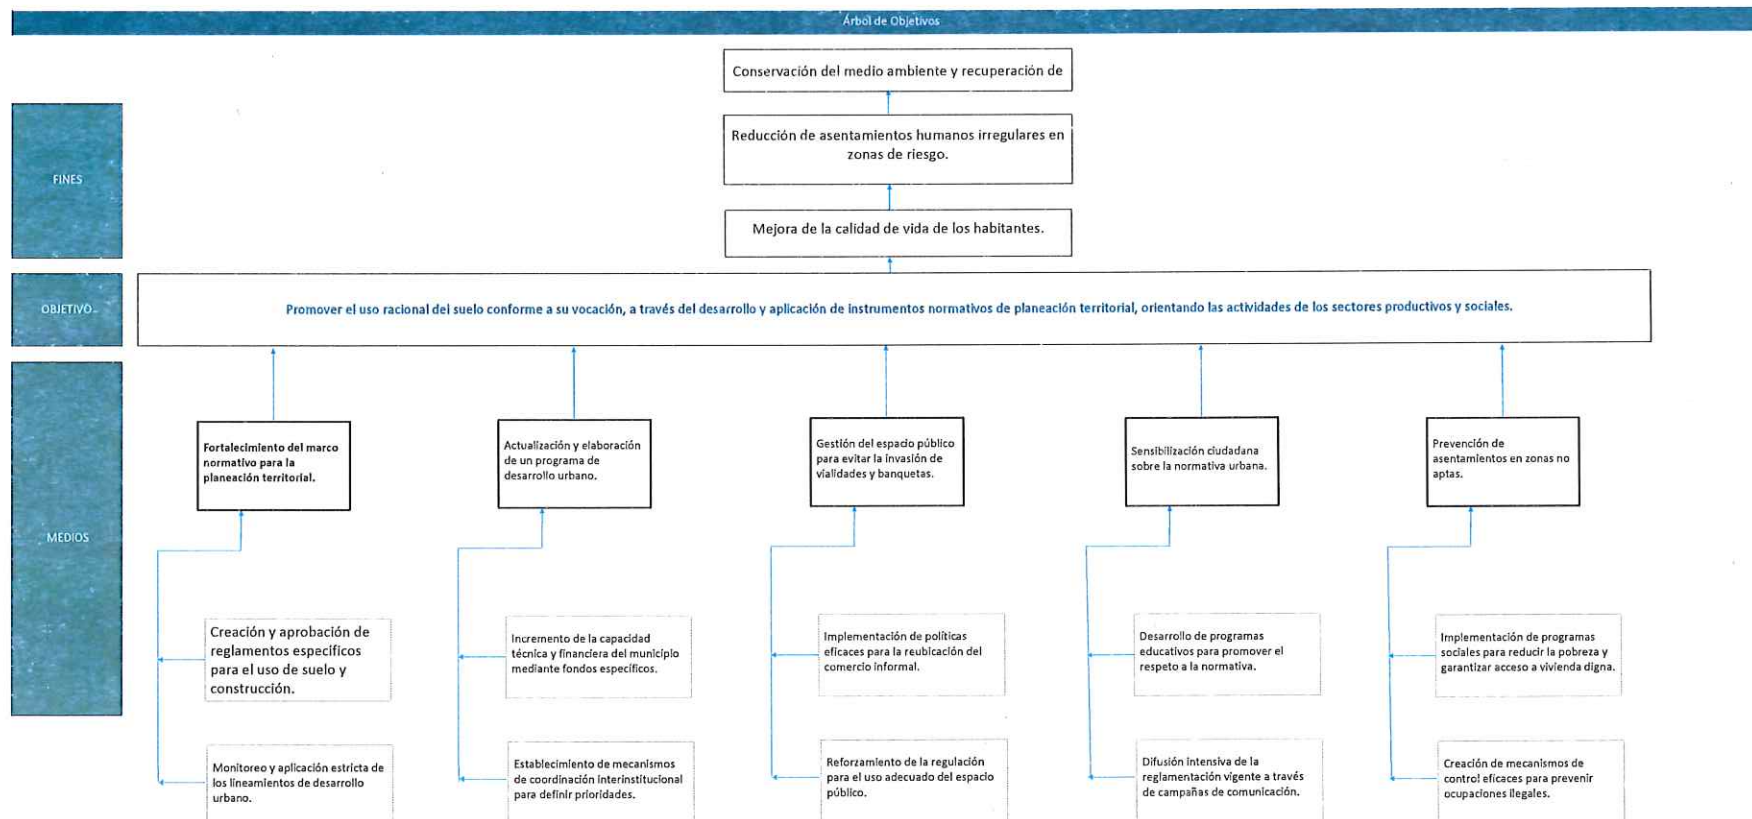 Árbol de Objetivos
Conservación del medio ambiente y recuperación de
FINES
Reducción de asentamientos humanos irregulares en
zonas de riesgo.
Mejora de la calidad de vida de los habitantes.
OBJETIVO
Promover el uso racional del suelo conforme a su vocación, a través del desarrollo y aplicación de instrumentos normativos de planeación territorial, orientando las actividades de los sectores productivos y sociales.
MEDIOS
Fortalecimiento del marco
normativo para la
planeación territorial.
Actualización y elaboración
de un programa de
desarrollo urbano.
Gestión del espacio público
para evitar la invasión de
vialidades y banquetas.
Sensibilización ciudadana
sobre la normativa urbana.
Prevención de
asentamientos en zonas no
aptas.
Creación y aprobación de
reglamentos específicos
para el uso de suelo y
construcción.
Incremento de la capacidad
técnica y financiera del municipio
mediante fondos específicos.
Implementación de políticas
eficaces para la reubicación del
comercio informal.
Desarrollo de programas
educativos para promover el
respeto a la normativa.
Implementación de programas
sociales para reducir la pobreza y
garantizar acceso a vivienda digna.
Monitoreo y aplicación estricta de
los lineamientos de desarrollo
urbano.
Establecimiento de mecanismos
de coordinación interinstitucional
para definir prioridades.
Reforzamiento de la regulación
para el uso adecuado del espacio
público.
Difusión intensiva de la
reglamentación vigente a través
de campañas de comunicación.
Creación de mecanismos de
control eficaces para prevenir
ocupaciones ilegales.